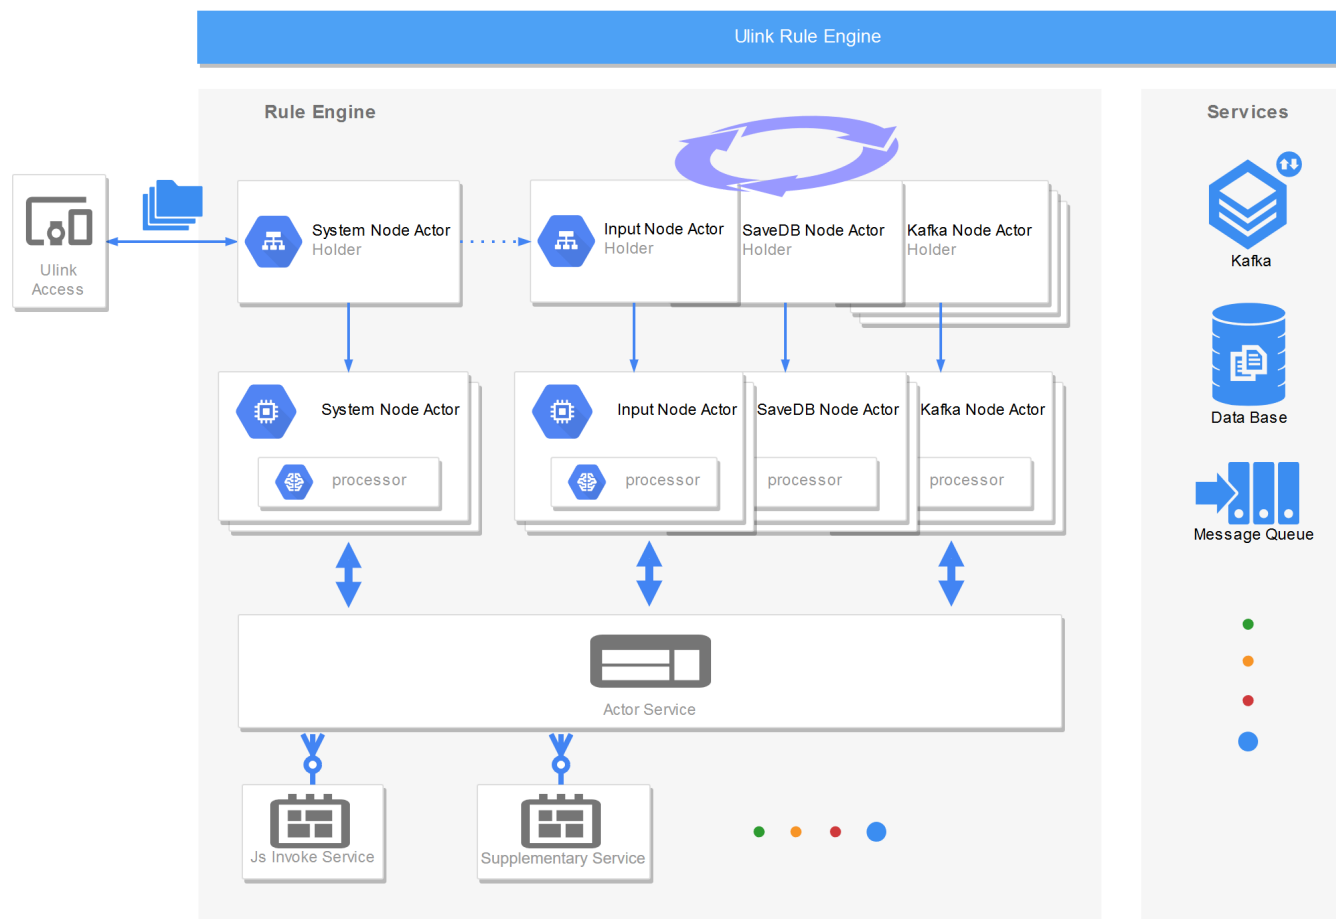 Ulink Rule Engine
Rule Engine
Services
Ulink
Access
System Node Actor
Holder
Input Node Actor
Holder
SaveDB Node Actor
Holder
Kafka Node Actor
Holder
Kafka
System Node Actor
processor
Input Node Actor
processor
SaveDB Node Actor
processor
Kafka Node Actor
processor
Data Base
Message Queue
Actor Service
Js Invoke Service
Supplementary Service